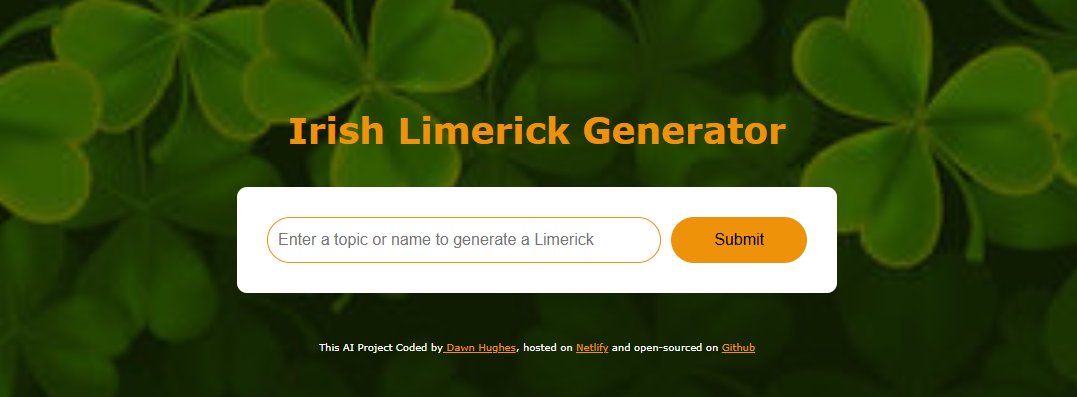 Irish Limerick Generator
Enter a topic or name to generate a Limerick
Submit
This AI Project Coded by Dawn Hughes, hosted on Netlify and open-sourced on Github